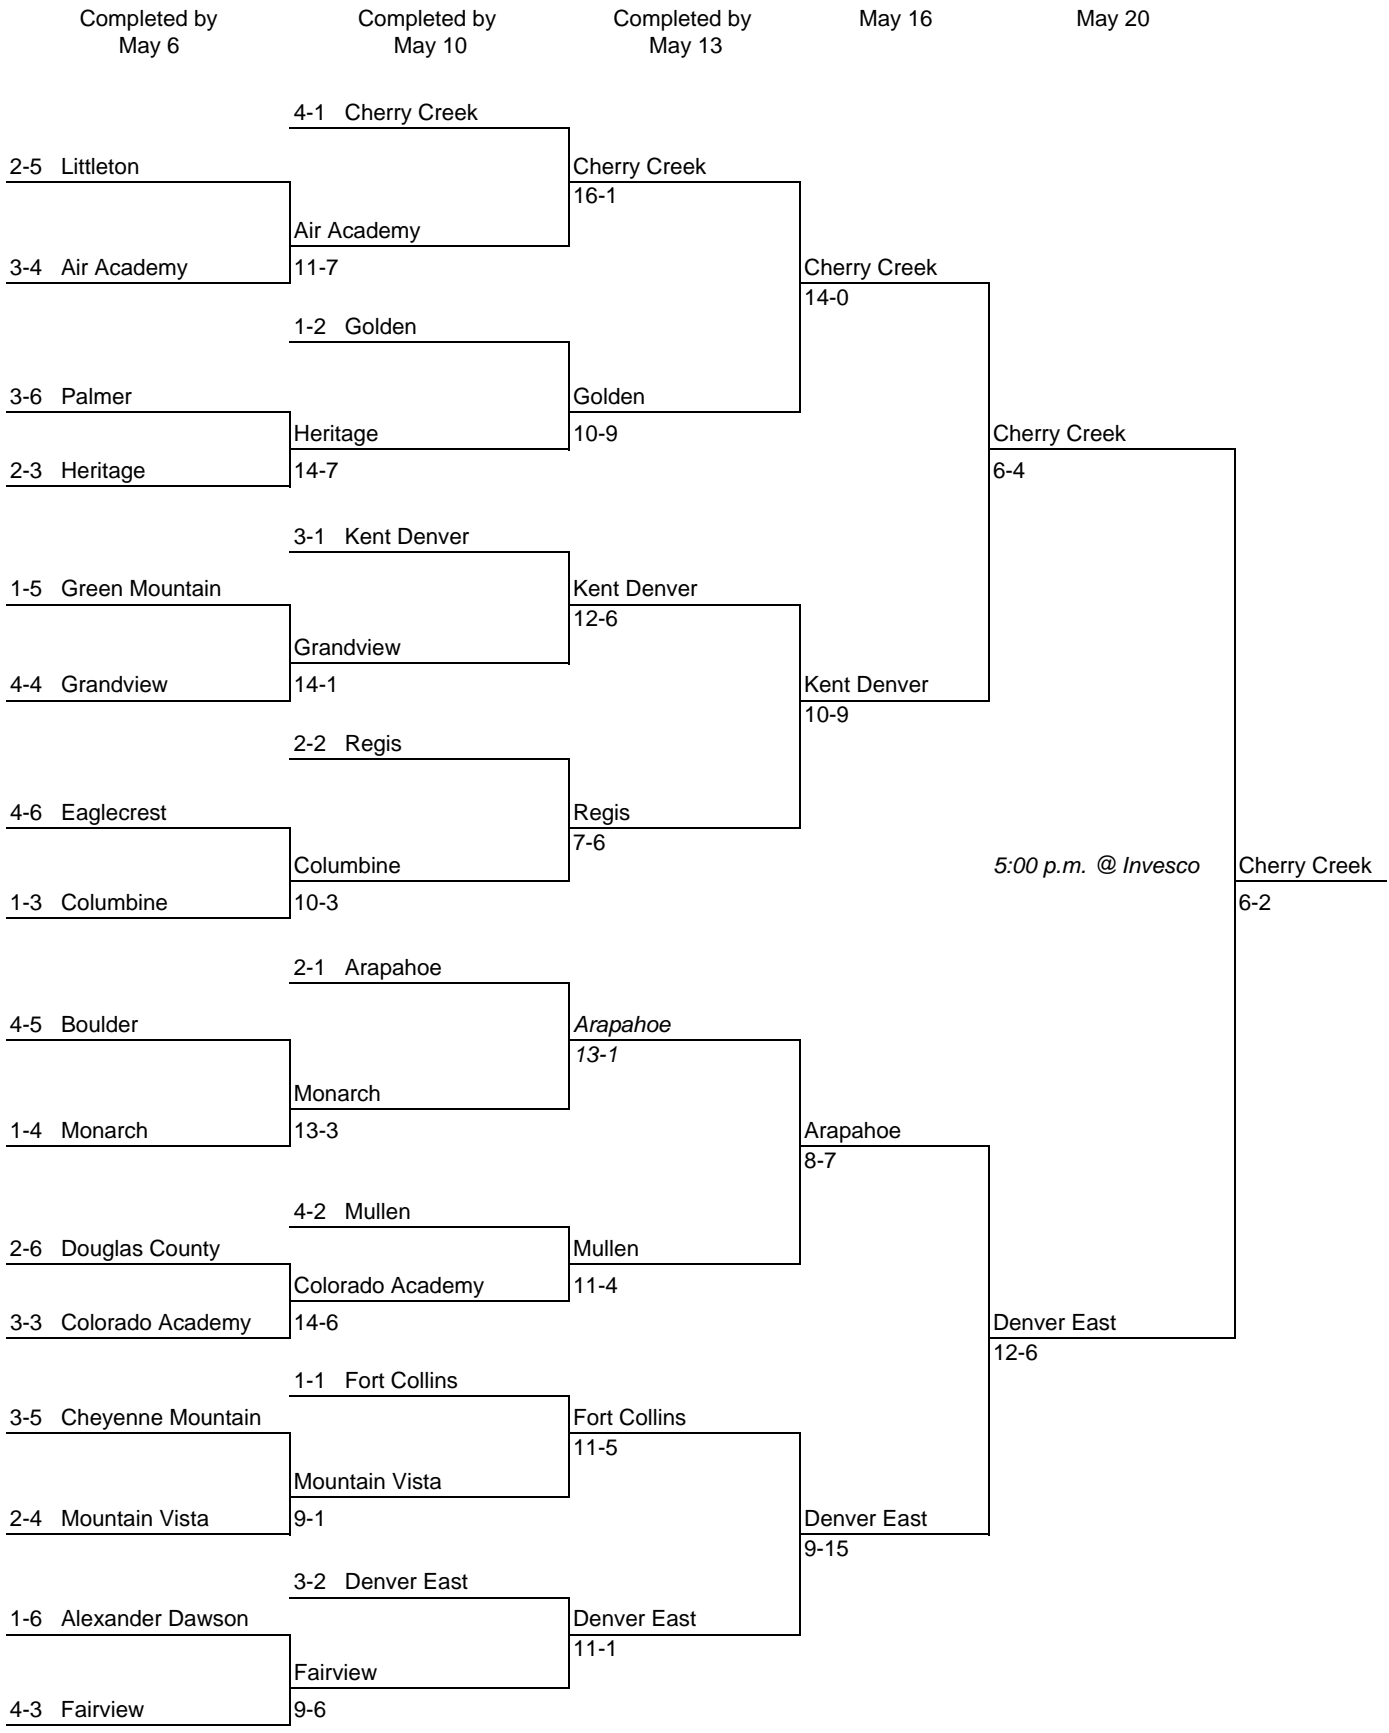 Completed by Completed by Completed by May 16 May 20
May 6 May 10 May 13
4-1 Cherry Creek
2-5 Littleton Cherry Creek
16-1
Air Academy
3-4 Air Academy 11-7 Cherry Creek
14-0
1-2 Golden
3-6 Palmer Golden
Heritage 10-9 Cherry Creek
2-3 Heritage 14-7 6-4
3-1 Kent Denver
1-5 Green Mountain Kent Denver
12-6
Grandview
4-4 Grandview 14-1 Kent Denver
10-9
2-2 Regis
4-6 Eaglecrest Regis
7-6
Columbine 5:00 p.m. @ Invesco Cherry Creek
1-3 Columbine 10-3 6-2
2-1 Arapahoe
4-5 Boulder Arapahoe
13-1
Monarch
1-4 Monarch 13-3 Arapahoe
8-7
4-2 Mullen
2-6 Douglas County Mullen
Colorado Academy 11-4
3-3 Colorado Academy 14-6 Denver East
12-6
1-1 Fort Collins
3-5 Cheyenne Mountain Fort Collins
11-5
Mountain Vista
2-4 Mountain Vista 9-1 Denver East
9-15
3-2 Denver East
1-6 Alexander Dawson Denver East
11-1
Fairview
4-3 Fairview 9-6